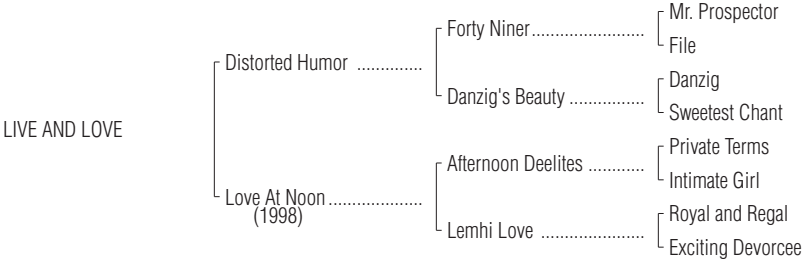 Mr. Prospector
Forty Niner........................
File
Distorted Humor ..............
Danzig
Danzig's Beauty ................
Sweetest Chant
LIVE AND LOVE
Private Terms
Afternoon Deelites ............
Intimate Girl
Love At Noon....................
(1998)
Royal and Regal
Lemhi Love ......................
Exciting Devorcee